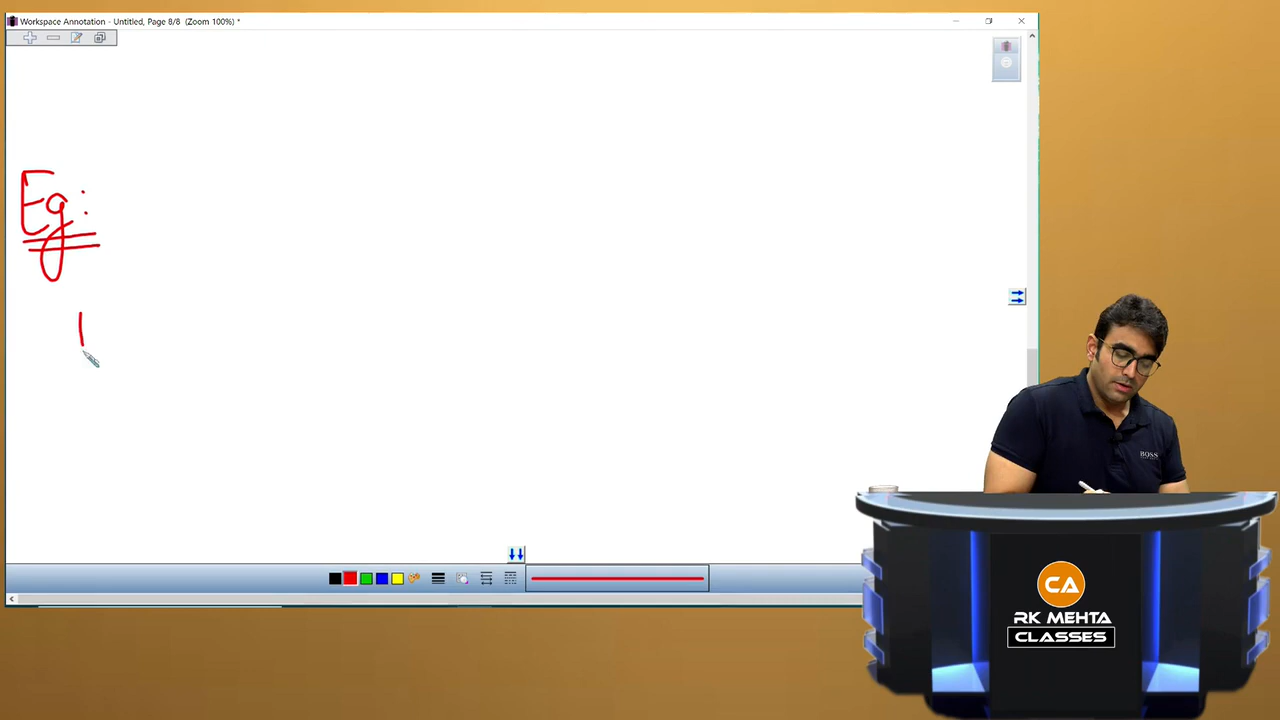 Workspace Annotation - Untitled, Page 8/8 (Zoom 100%) *
Eg:
BOSS
CA
RK MEHTA
CLASSES